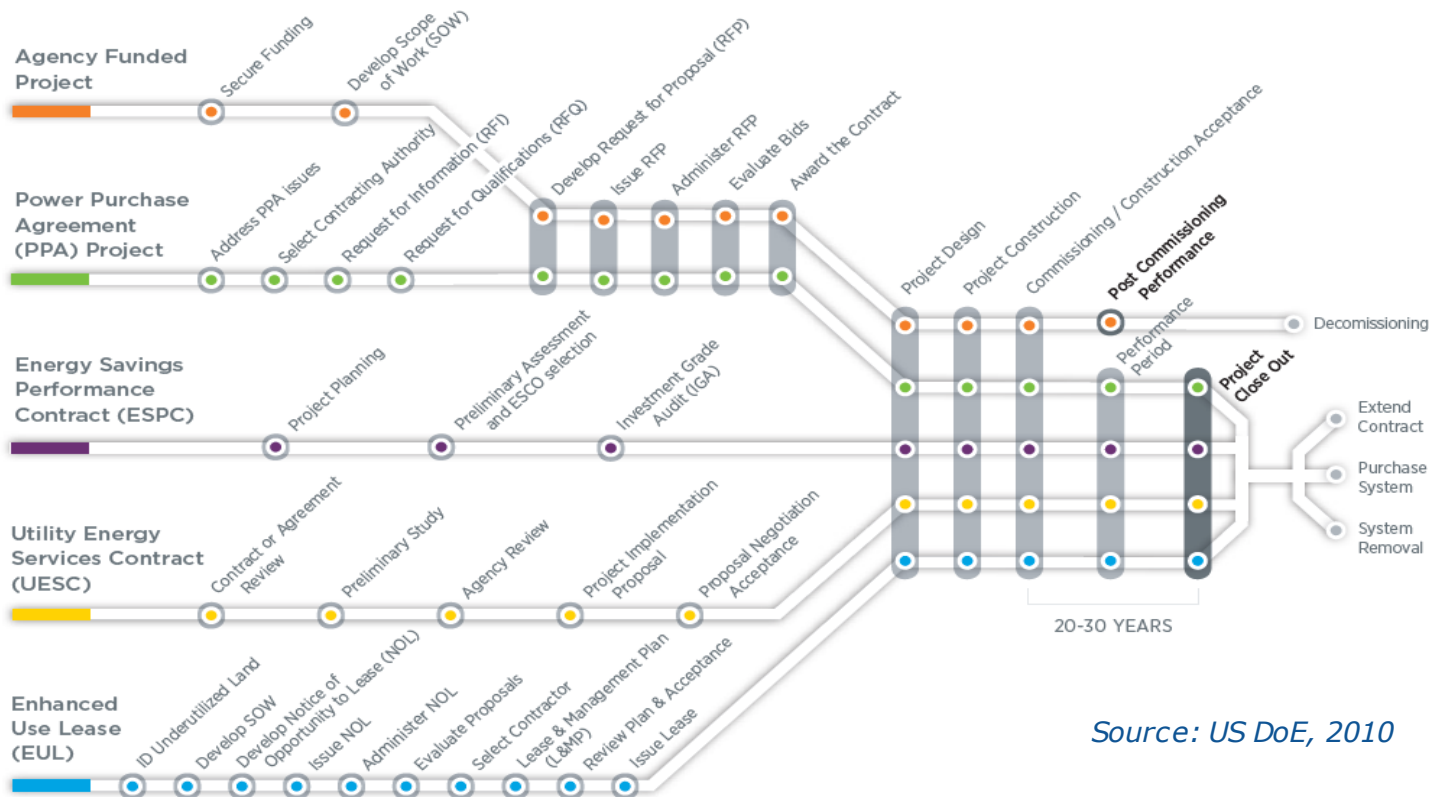 Agency Funded
Project
Secure Funding
Develop Scope
of Work (SOW)
Power Purchase
Agreement
(PPA) Project
Address PPA issues
Select Contracting Authority
Request for Information (RFI)
Request for Qualifications (RFQ)
Develop Request for Proposal (RFP)
Issue RFP
Administer RFP
Evaluate Bids
Award the Contract
Energy Savings
Performance
Contract (ESPC)
Project Planning
Preliminary Assessment
and ESCO selection
Investment Grade
Audit (IGA)
Project Design
Project Construction
Commissioning / Construction Acceptance
Post Commissioning
Performance
Decomissioning
Performance
Period
Project
Close Out
Extend
Contract
Purchase
System
System
Removal
20-30 YEARS
Utility Energy
Services Contract
(UESC)
Contract or Agreement
Review
Preliminary Study
Agency Review
Project Implementation
Proposal
Proposal Negotiation
Acceptance
Enhanced
Use Lease
(EUL)
ID Underutilized Land
Develop SOW
Develop Notice of
Opportunity to Lease (NOL)
Issue NOL
Administer NOL
Evaluate Proposals
Select Contractor
Lease & Management Plan
(L&MP)
Review Plan & Acceptance
Issue Lease
Source: US DoE, 2010